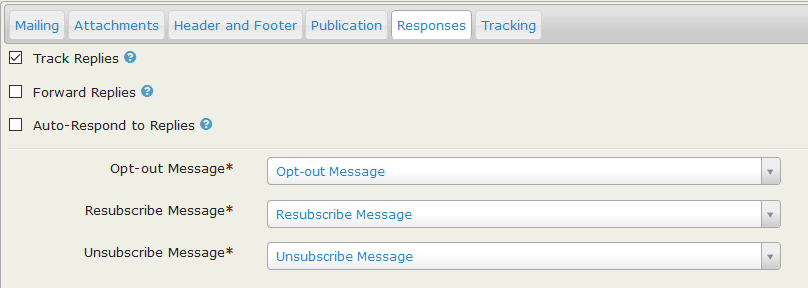 Mailing Attachments Header and Footer Publication Responses Tracking
Track Replies ?
Forward Replies ?
Auto-Respond to Replies ?
Opt-out Message* Opt-out Message
Resubscribe Message* Resubscribe Message
Unsubscribe Message* Unsubscribe Message